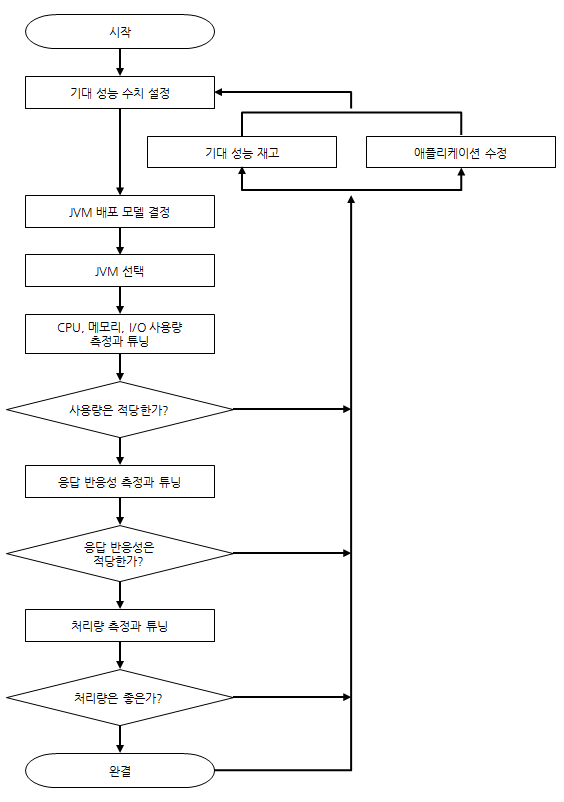 시작
기대 성능 수치 설정
기대 성능 재고
애플리케이션 수정
JVM 배포 모델 결정
JVM 선택
CPU, 메모리, I/O 사용량
측정과 튜닝
사용량은 적당한가?
응답 반응성 측정과 튜닝
응답 반응성은
적당한가?
처리량 측정과 튜닝
처리량은 좋은가?
완결